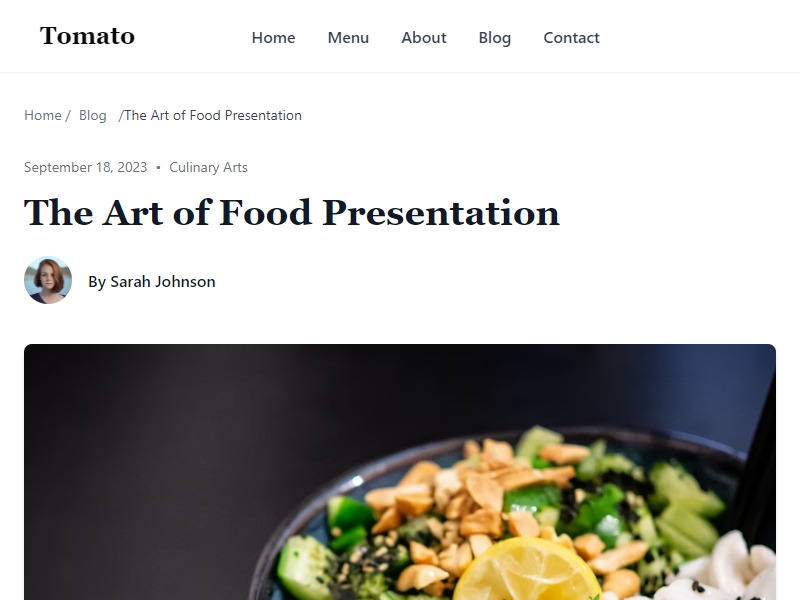 Tomato
Home Menu About Blog Contact
Home / Blog /The Art of Food Presentation
September 18, 2023 • Culinary Arts
The Art of Food Presentation
By Sarah Johnson